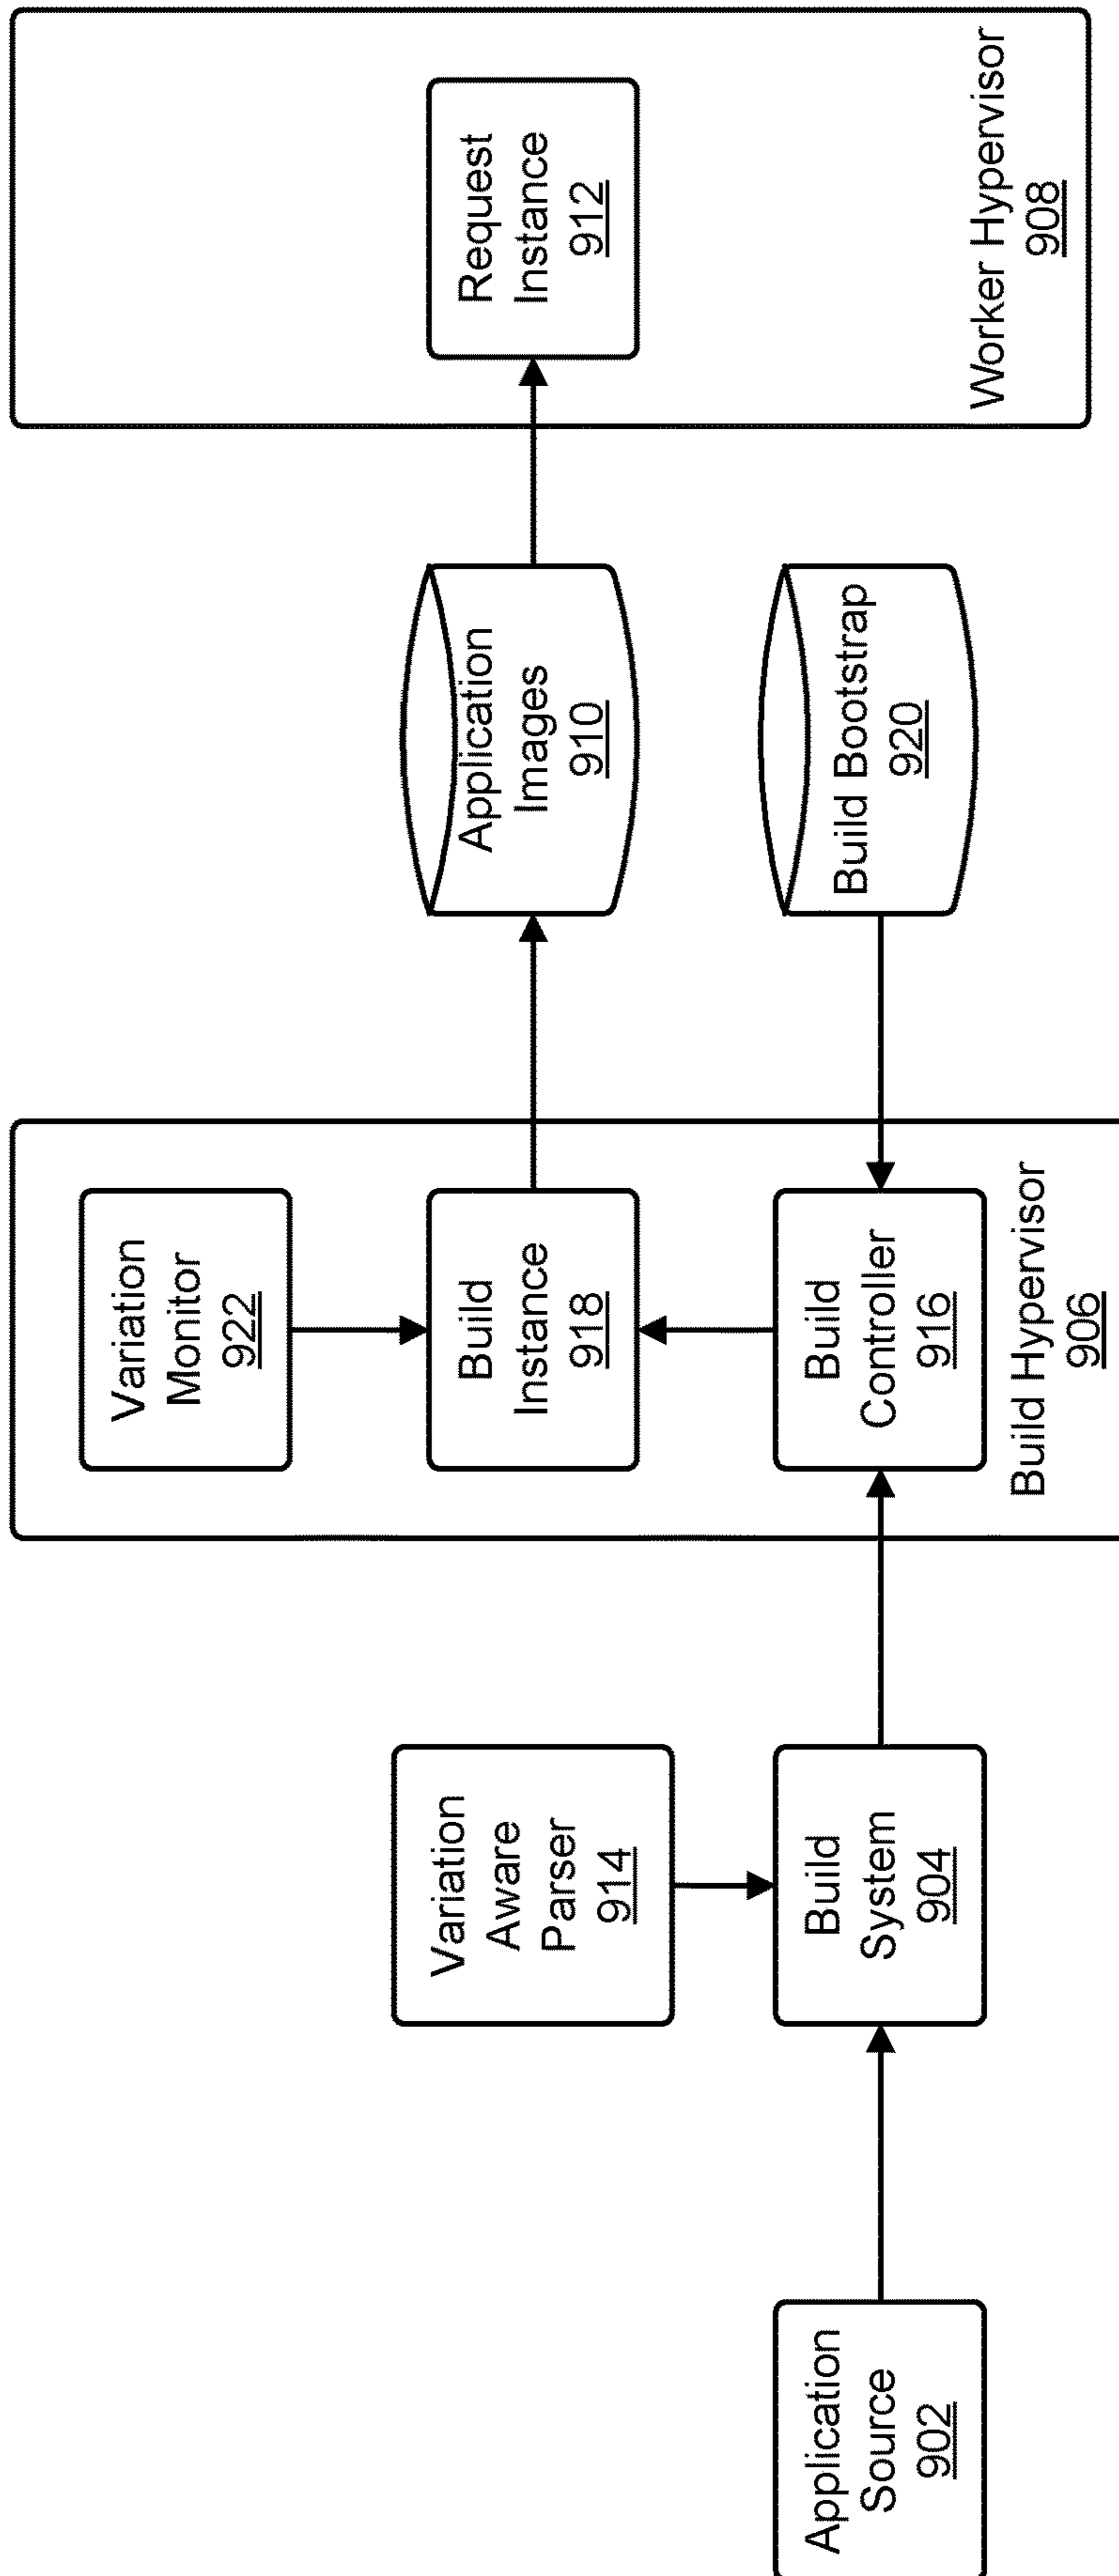 Variation
Monitor
922
Request
Instance
912
Variation
Aware
Parser
914
Build
Instance
918
Application
Images
910
Application
Source
902
Build
System
904
Build
Controller
916
Build Bootstrap
920
Build Hypervisor
906
Worker Hypervisor
908